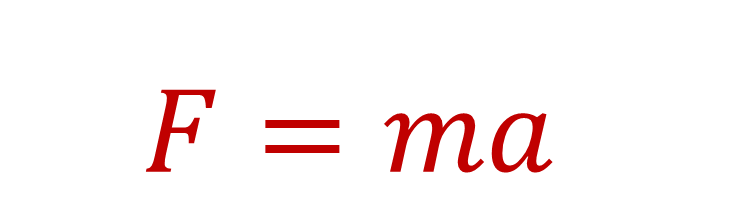 F = ma